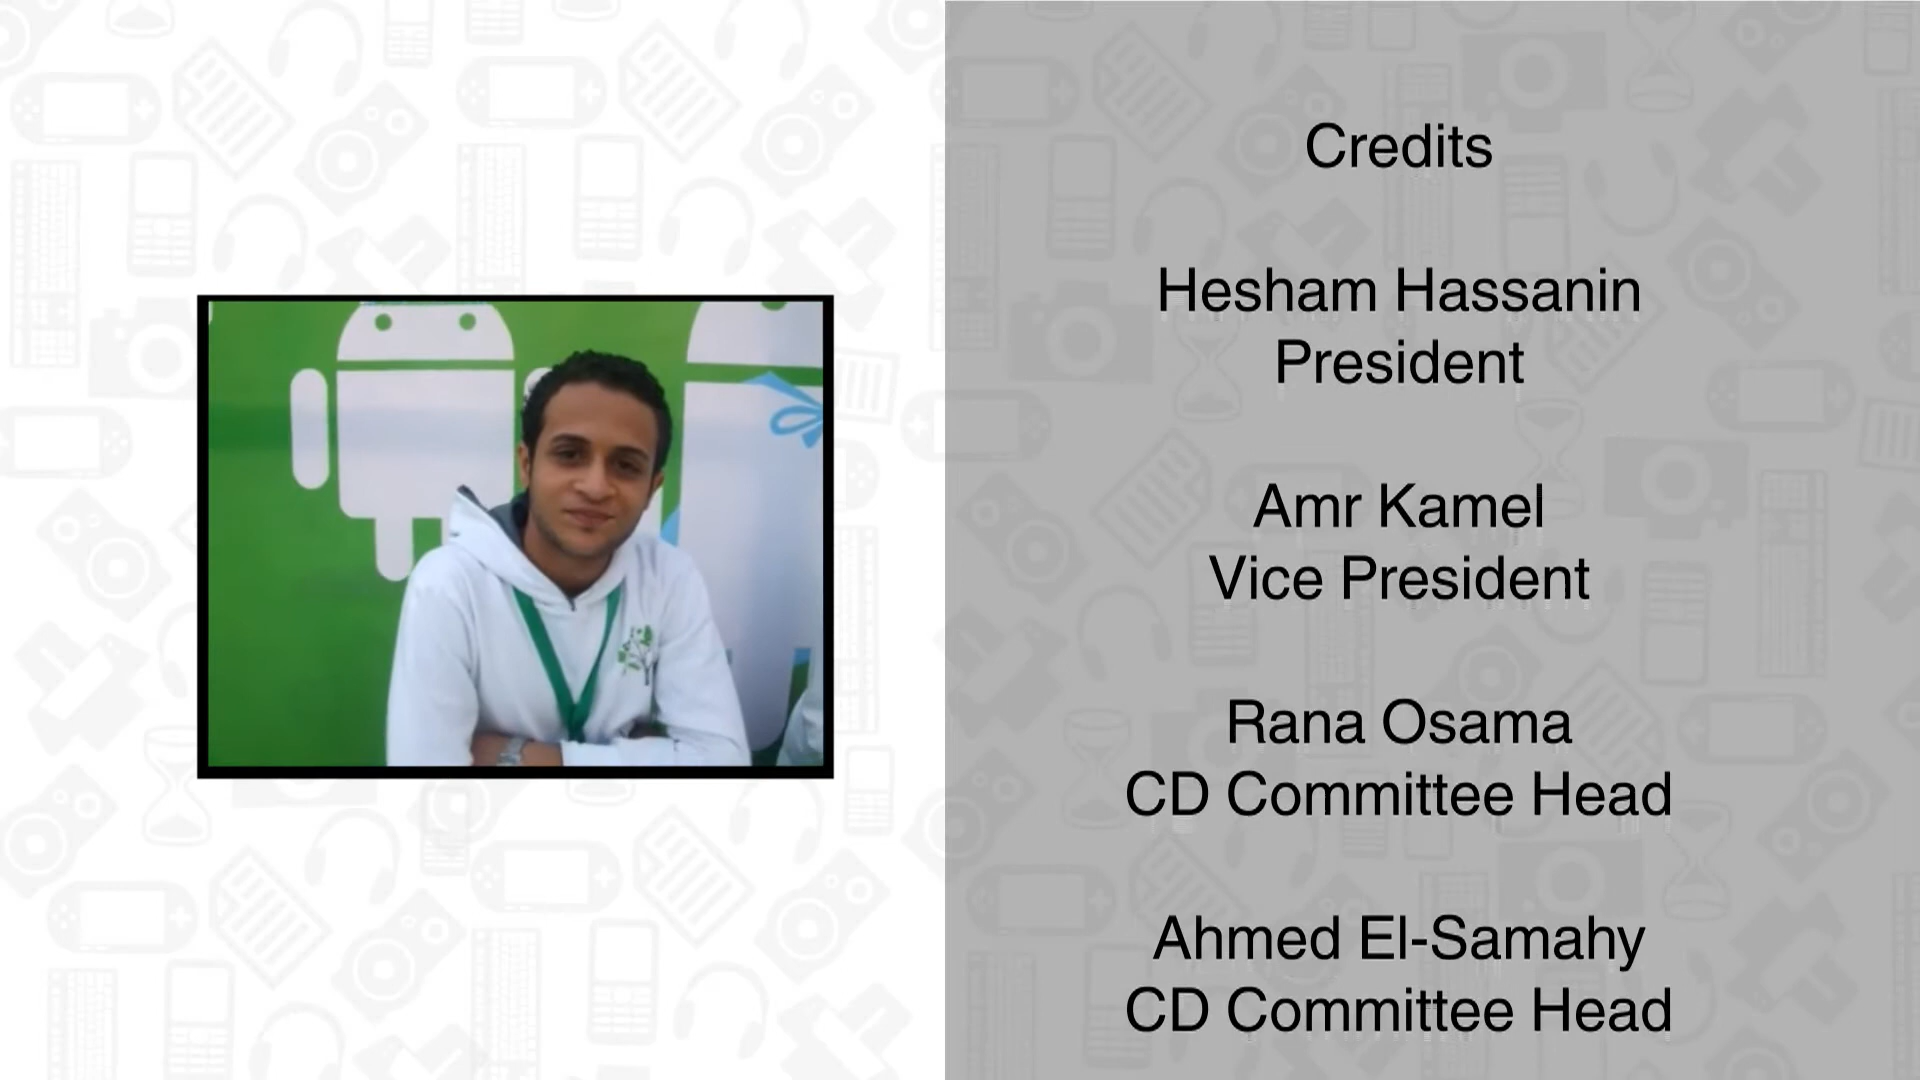 Credits
Hesham Hassanin
President
Amr Kamel
Vice President
Rana Osama
CD Committee Head
Ahmed El-Samahy
CD Committee Head